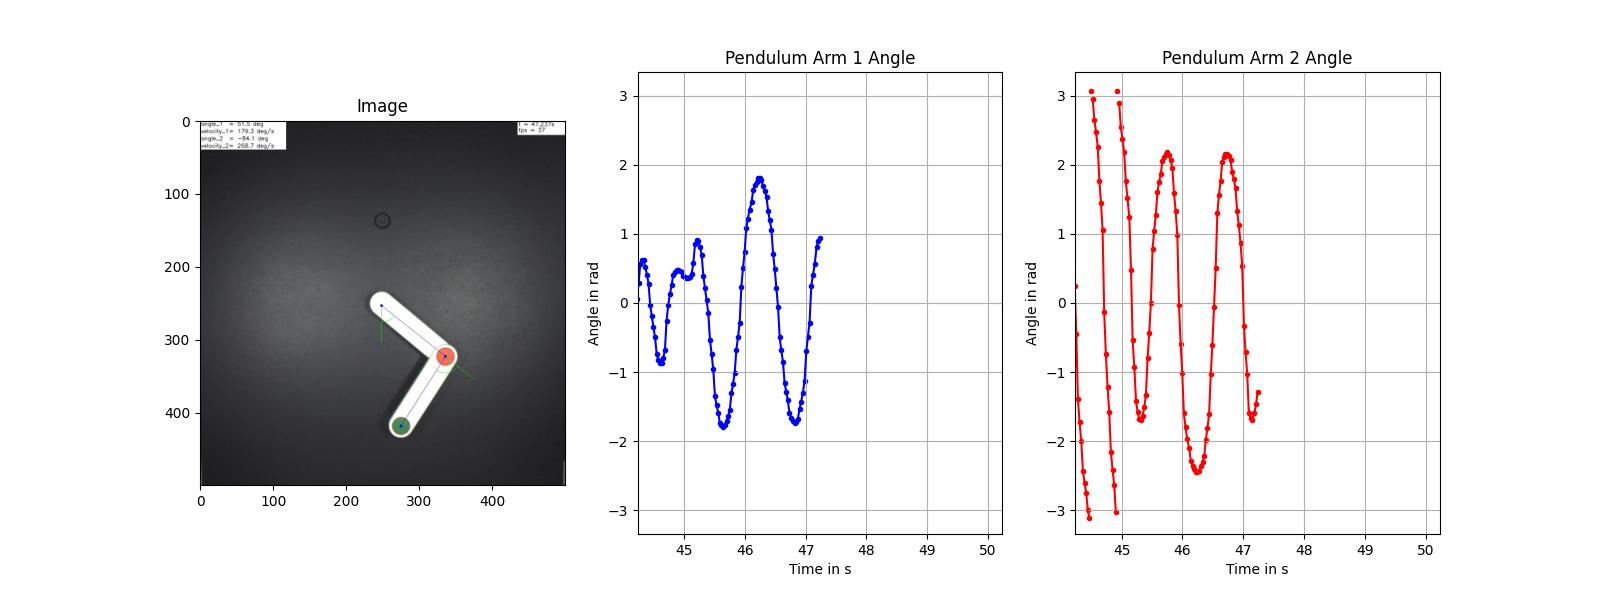 Image
angle_1 = 51.5 deg
velocity_1= 179.3 deg/s
angle_2 = -84.1 deg
velocity_2= 268.7 deg/s
t = 47.237s
fps = 37
0
100
200
300
400
0 100 200 300 400
Pendulum Arm 1 Angle
Angle in rad
3
2
1
0
−1
−2
−3
45 46 47 48 49 50
Time in s
Pendulum Arm 2 Angle
Angle in rad
3
2
1
0
−1
−2
−3
45 46 47 48 49 50
Time in s